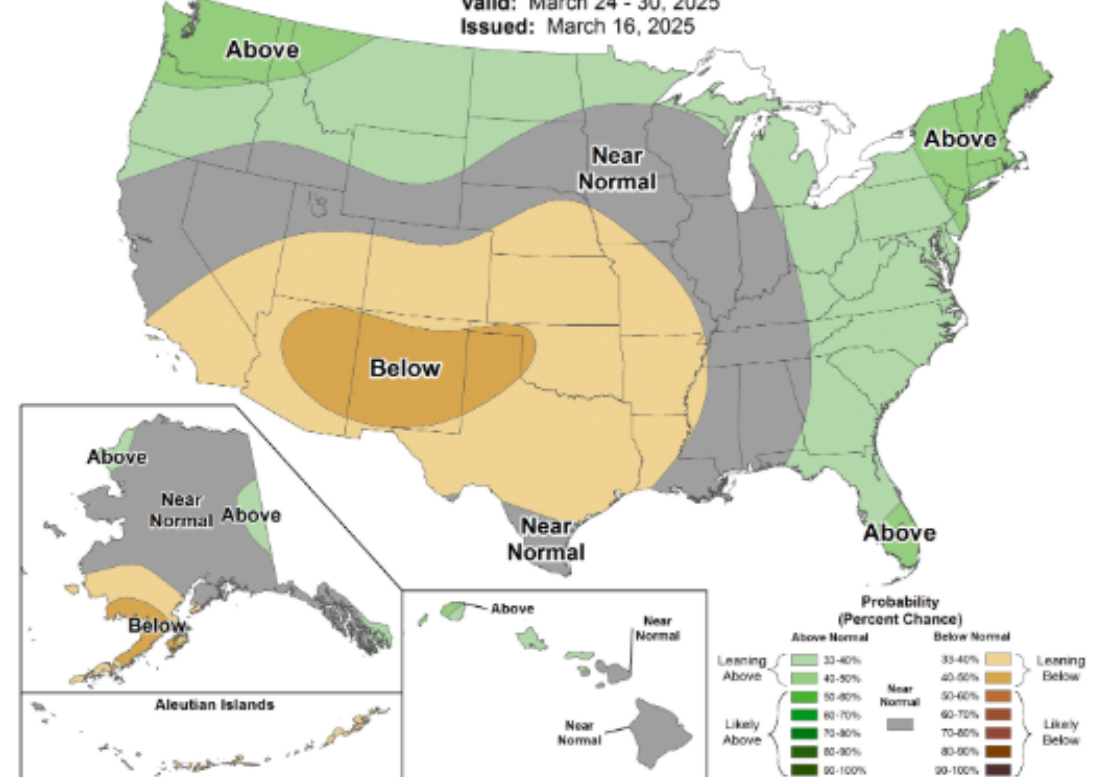 Valid: March 24 - 30, 2025
Issued: March 16, 2025
Above
Near
Normal
Above
Below
Above
Near
Normal
Above
Near
Normal
Above
Below
Aleutian Islands
Above
Near
Normal
Near
Normal
Probability
(Percent Chance)
Above Normal
Below Normal
Leaning
Above
33-40%
40-50%
Likely
Above
50-60%
60-70%
70-80%
80-90%
90-100%
Near
Normal
33-40%
40-50%
Leaning
Below
50-60%
60-70%
70-80%
80-90%
90-100%
Likely
Below